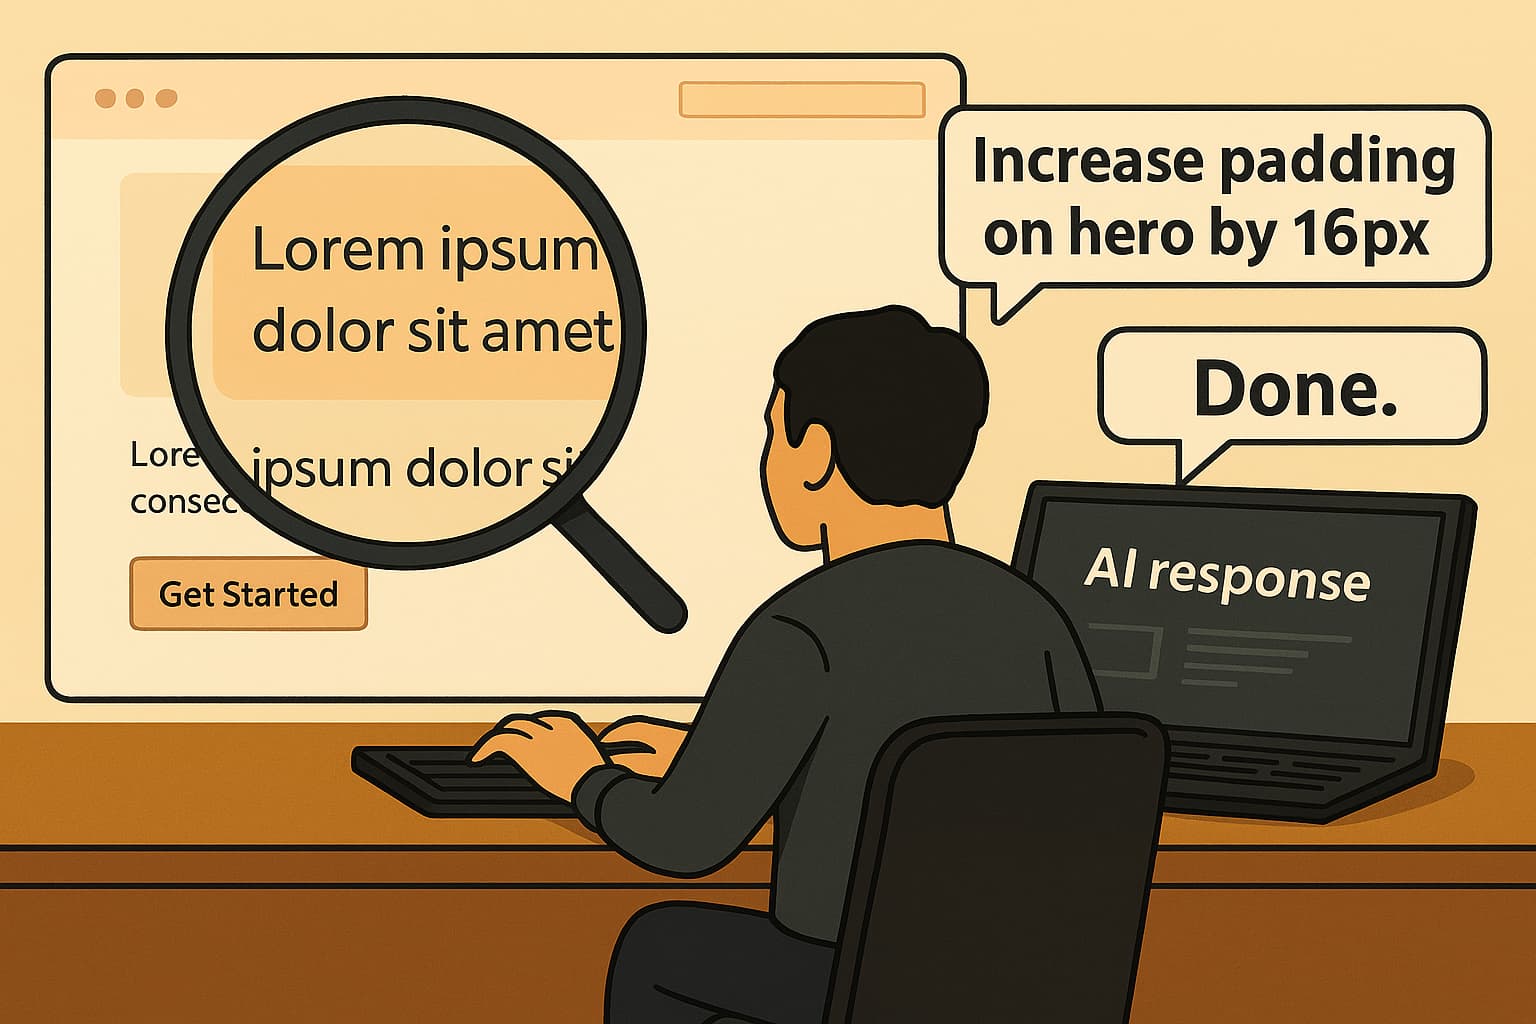 Lorem ipsum
dolor sit amet
Lore
ipsum dolor si
consec
Get Started
Increase padding
on hero by 16px
Done.
AI response